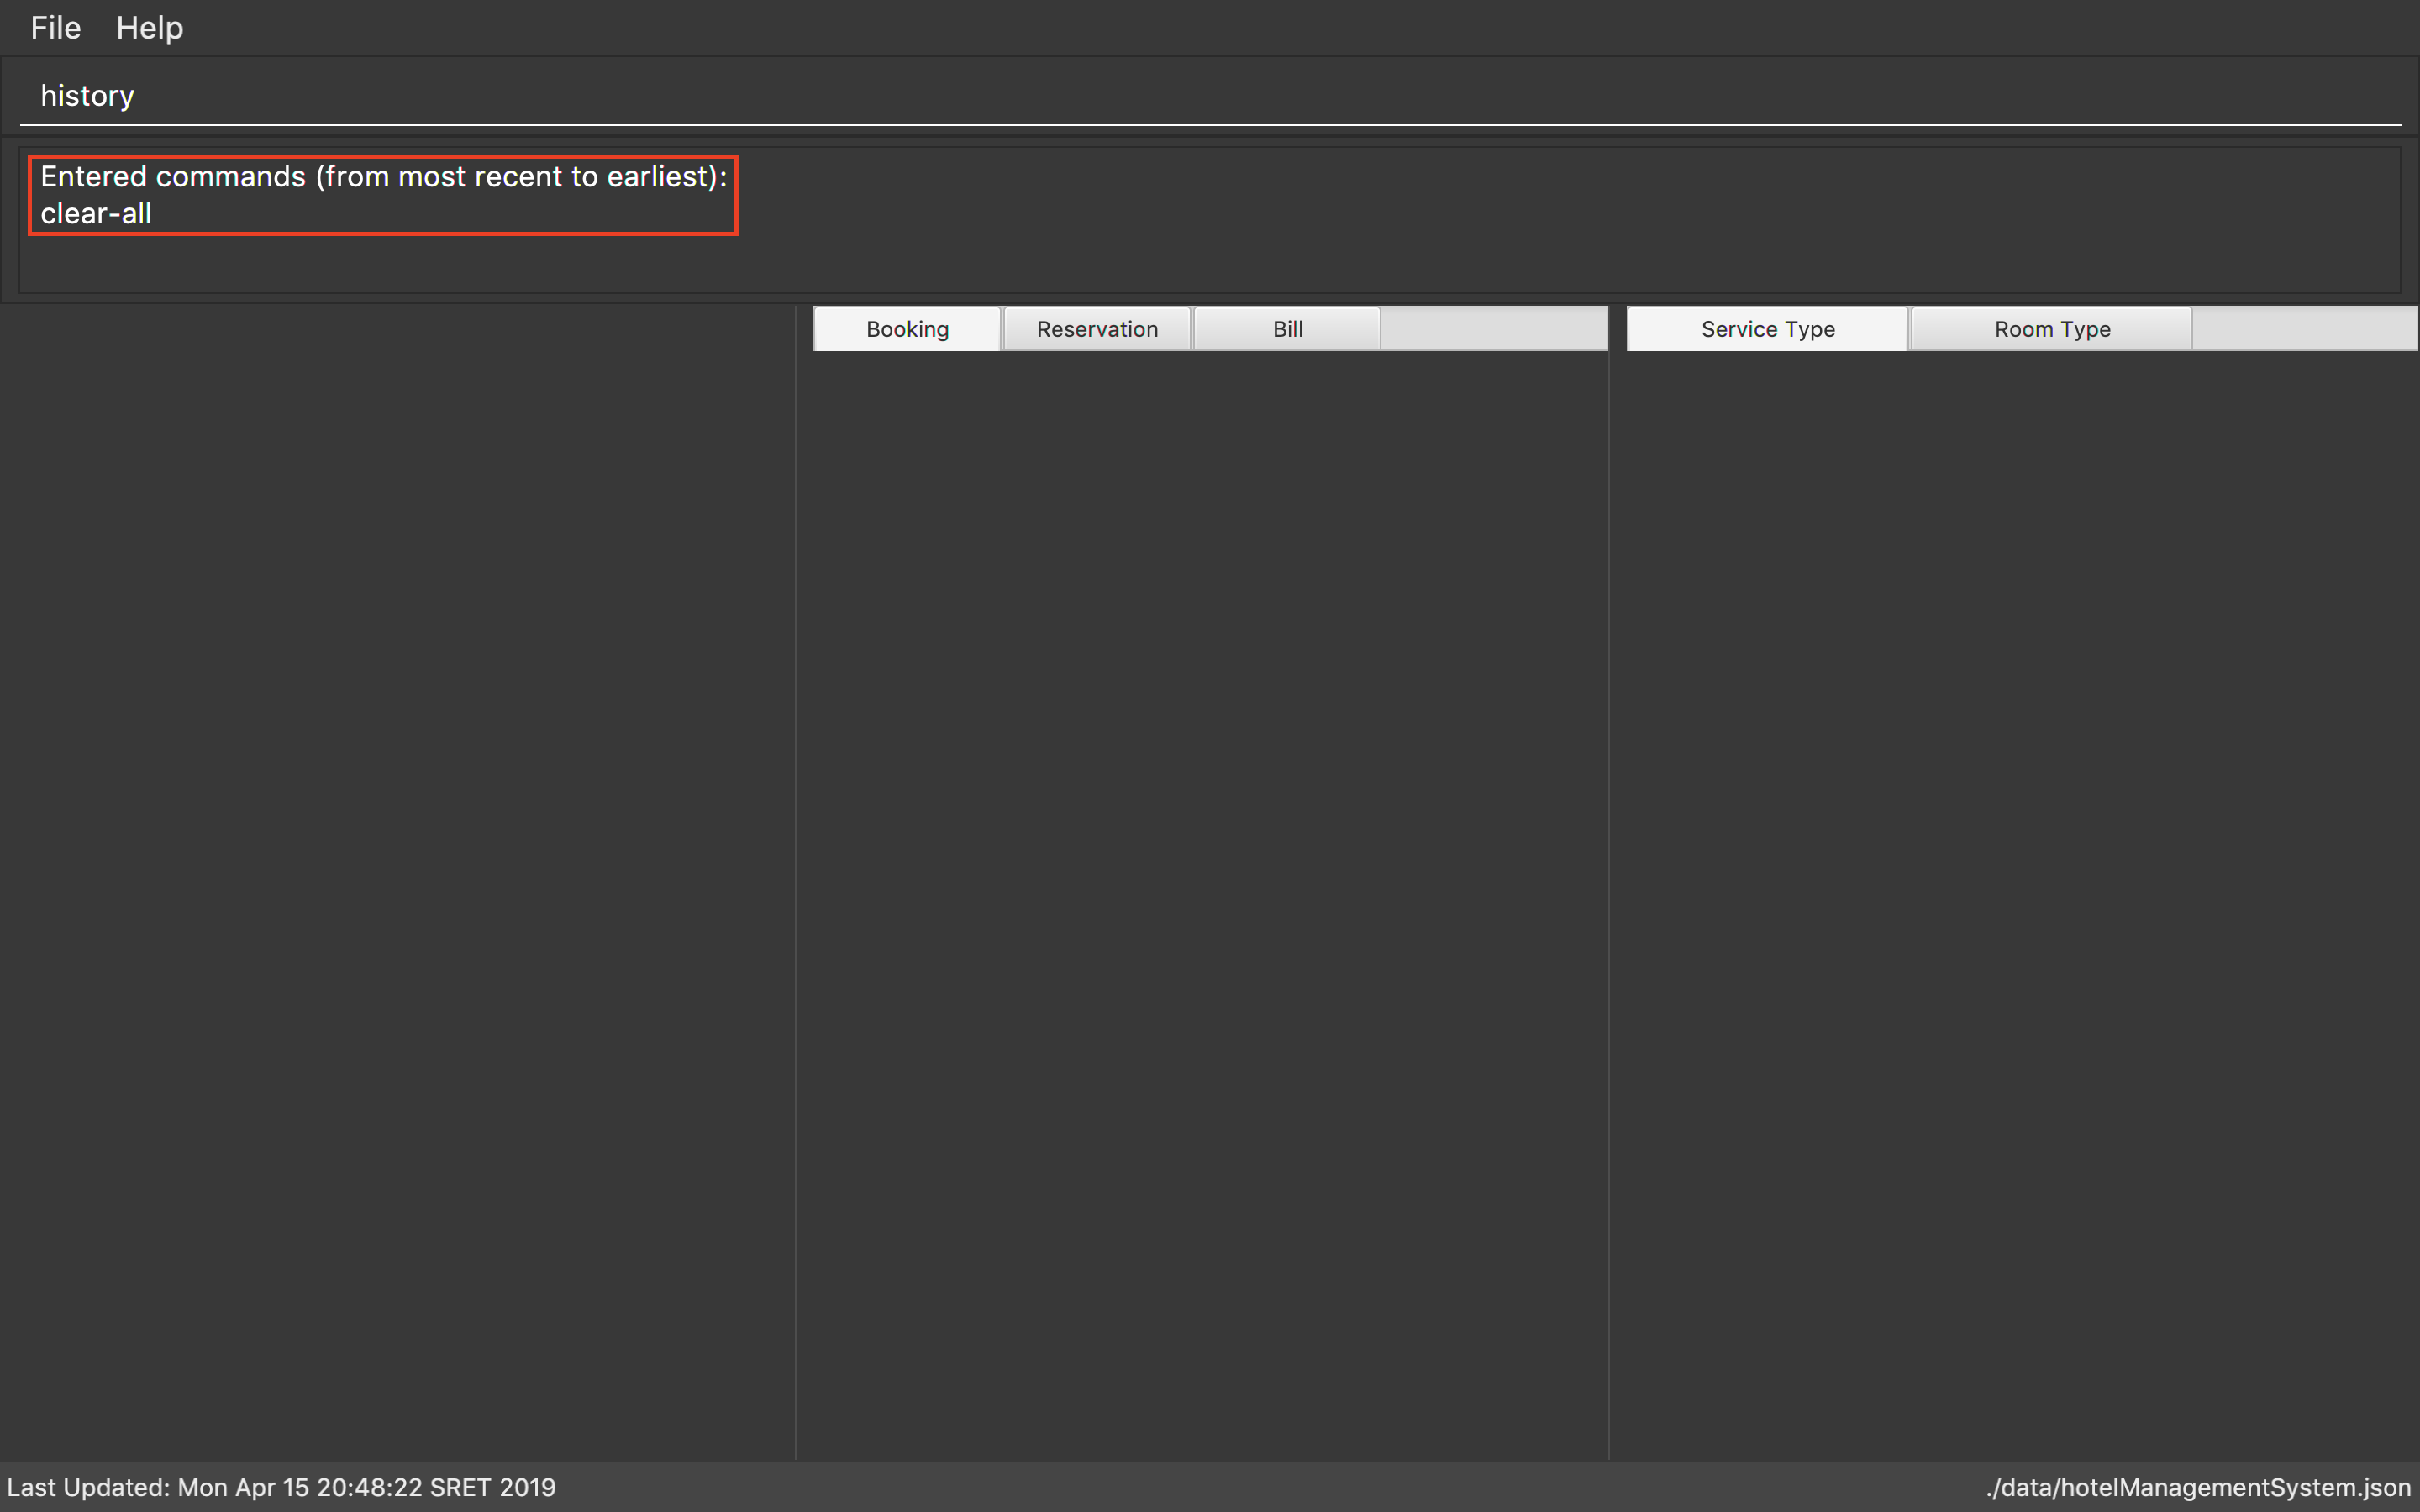 File Help
history
Entered commands (from most recent to earliest):
clear-all
Booking Reservation Bill Service Type Room Type
Last Updated: Mon Apr 15 20:48:22 SRET 2019 ./data/hotelManagementSystem.json